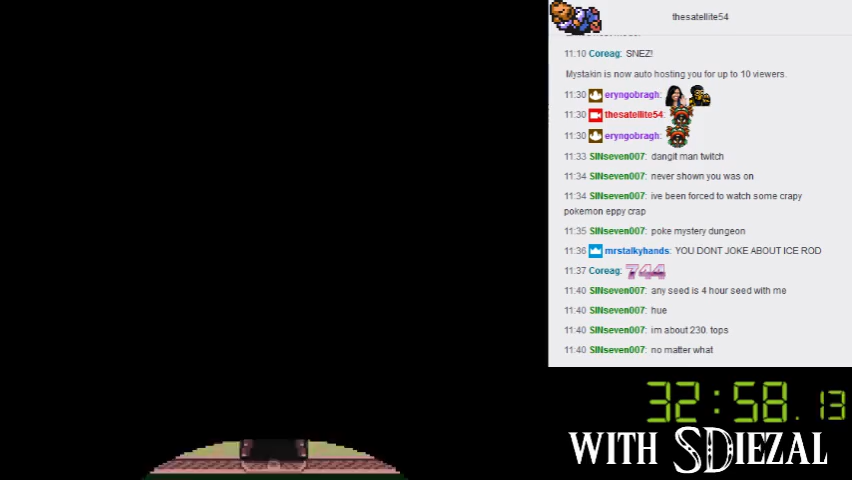 thesatellite54
11:10 Coreag: SNEZ!
Mystakin is now auto hosting you for up to 10 viewers.
11:30 eryngobragh:
11:30 thesatellite54:
11:30 eryngobragh:
11:33 SINseven007: dangit man twitch
11:34 SINseven007: never shown you was on
11:34 SINseven007: ive been forced to watch some crapy
pokemon eppy crap
11:35 SINseven007: poke mystery dungeon
11:36 mrstalkyhands: YOU DONT JOKE ABOUT ICE ROD
11:37 Coreag: 744
11:40 SINseven007: any seed is 4 hour seed with me
11:40 SINseven007: hue
11:40 SINseven007: im about 230. tops
11:40 SINseven007: no matter what
32:58.13
WITH SDIEZAL